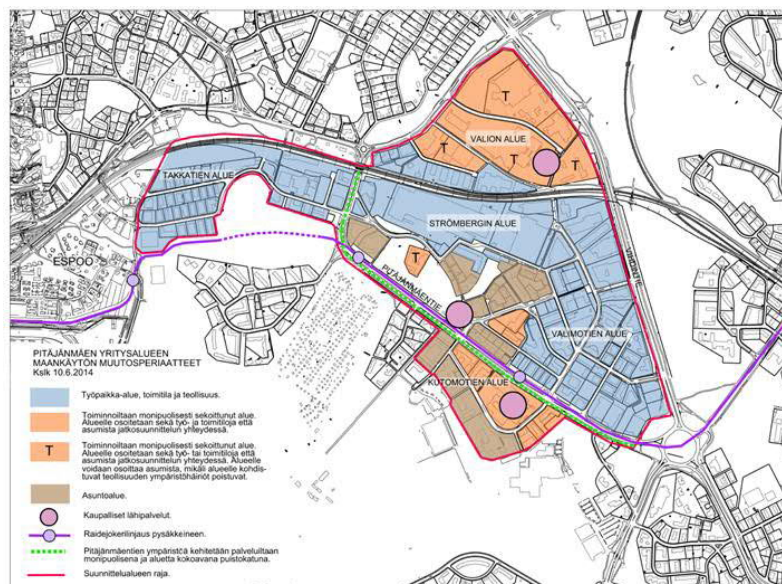 T
VALION ALUE
T
T
T
TAKKATIEN ALUE
STRÖMBERGIN ALUE
ESPOO
T
PITÄJÄNMÄENTIE
VIHDINTIE
VALIMOTIEN ALUE
KUTOMOTIEN ALUE
PITÄJÄNMÄEN YRITYSALUEEN
MAANKÄYTÖN MUUTOSPERIAATTEET
Kslk 10.6.2014
Työpaikka-alue, toimitila ja teollisuus.
Toiminnoiltaan monipuolisesti sekoittunut alue.
Alueelle osoitetaan sekä työ- ja toimitiloja että
asumista jatkosuunnittelun yhteydessä.
T
Toiminnoiltaan monipuolisesti sekoittunut alue.
Alueelle osoitetaan sekä työ- tai toimitiloja että
asumista jatkosuunnittelun yhteydessä. Alueelle
voidaan osoittaa asumista, mikäli alueelle kohdis-
tuvat teollisuuden ympäristöhäiriöt poistuvat.
Asuntoalue.
Kaupalliset lähipalvelut.
Raidejokerilinjaus pysäkkeineen.
Pitäjänmäentien ympäristöä kehitetään palveluiltaan
monipuolisena ja aluetta kokoavana puistokatuna.
Suunnittelualueen raja.